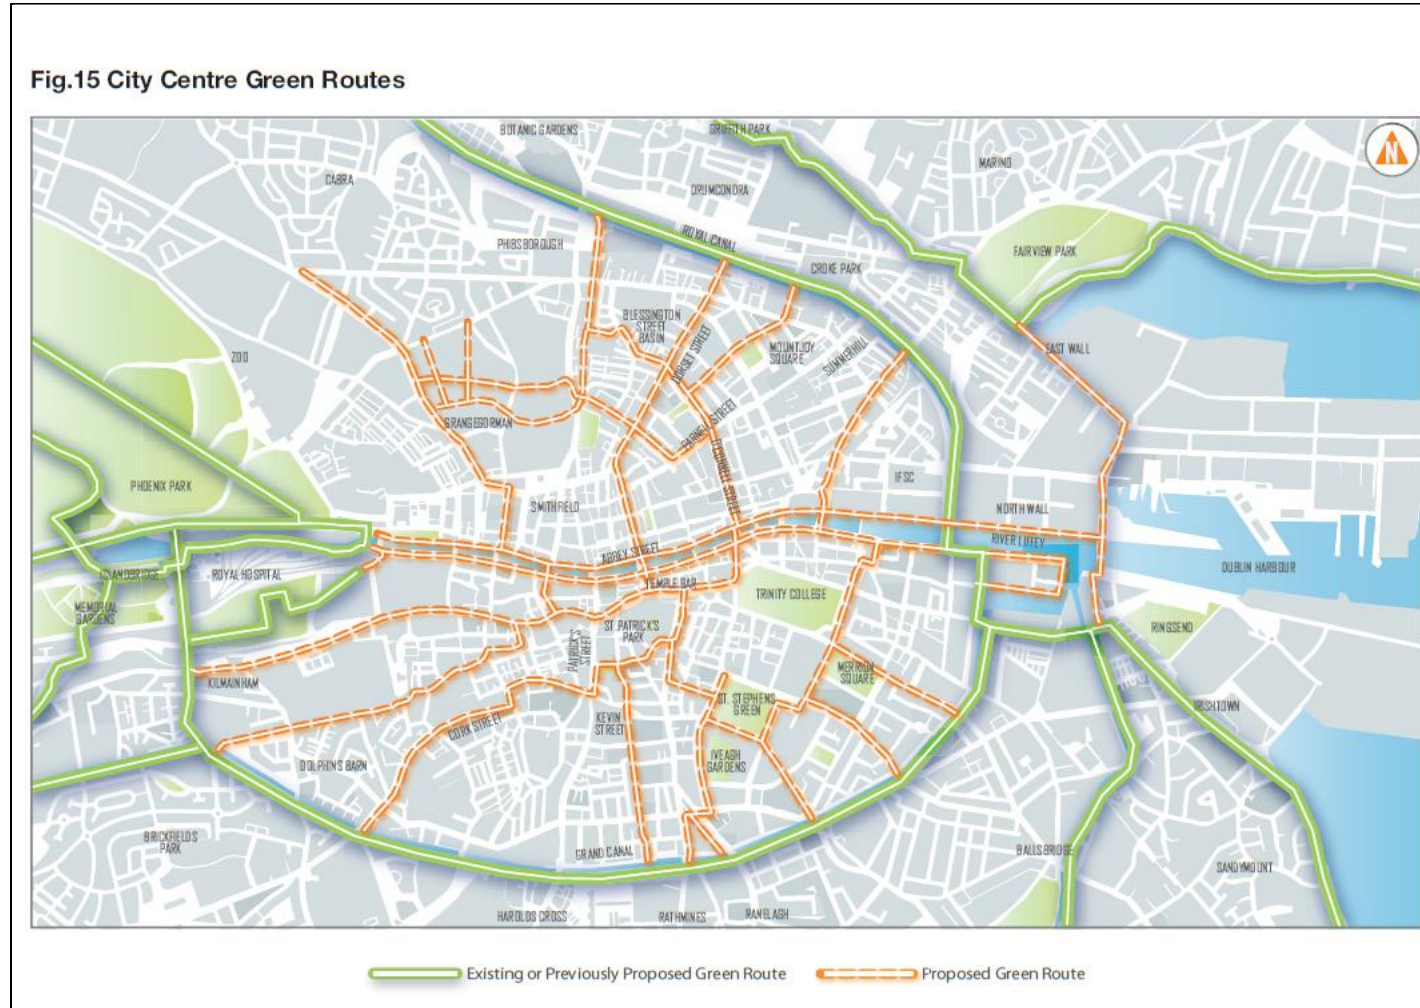 Fig.15 City Centre Green Routes
BOTANIC GARDENS
GRIFFITH PARK
N
MARINO
CABRA
DRUMCONDRA
ROYAL CANAL
PHIBSBOROUGH
FAIRVIEW PARK
CROKE PARK
BLESSINGTON
STREET
BASIN
ZOO
DORSET STREET
MOUNTJOY
SQUARE
SUMMERHILL
EAST WALL
GRANGEGORMAN
PARNELL STREET
O'CONNELL STREET
IFSC
PHOENIX PARK
SMITHFIELD
NORTH WALL
RIVER LIFFEY
ABBEY STREET
ISLANDBRIDGE
ROYAL HOSPITAL
TEMPLE BAR
TRINITY COLLEGE
DUBLIN HARBOUR
MEMORIAL
GARDENS
ST. PATRICK'S
PARK
PATRICK'S
STREET
RINGSEND
KILMAINHAM
MERRION
SQUARE
ST. STEPHENS
GREEN
IRISHTOWN
CORK STREET
KEVIN
STREET
IVEAGH
GARDENS
DOLPHINS BARN
BRICKFIELDS
PARK
GRAND CANAL
BALLSBRIDGE
SANDYMOUNT
HAROLDS CROSS
RATHMINES
RANELAGH
Existing or Previously Proposed Green Route
Proposed Green Route